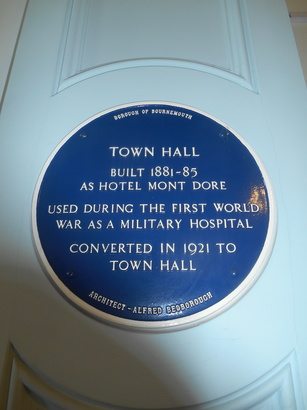 BOROUGH OF BOURNEMOUTH
TOWN HALL
BUILT 1881-85
AS HOTEL MONT DORE
USED DURING THE FIRST WORLD
WAR AS A MILITARY HOSPITAL
CONVERTED IN 1921 TO
TOWN HALL
ARCHITECT - ALFRED BEDBOROUGH